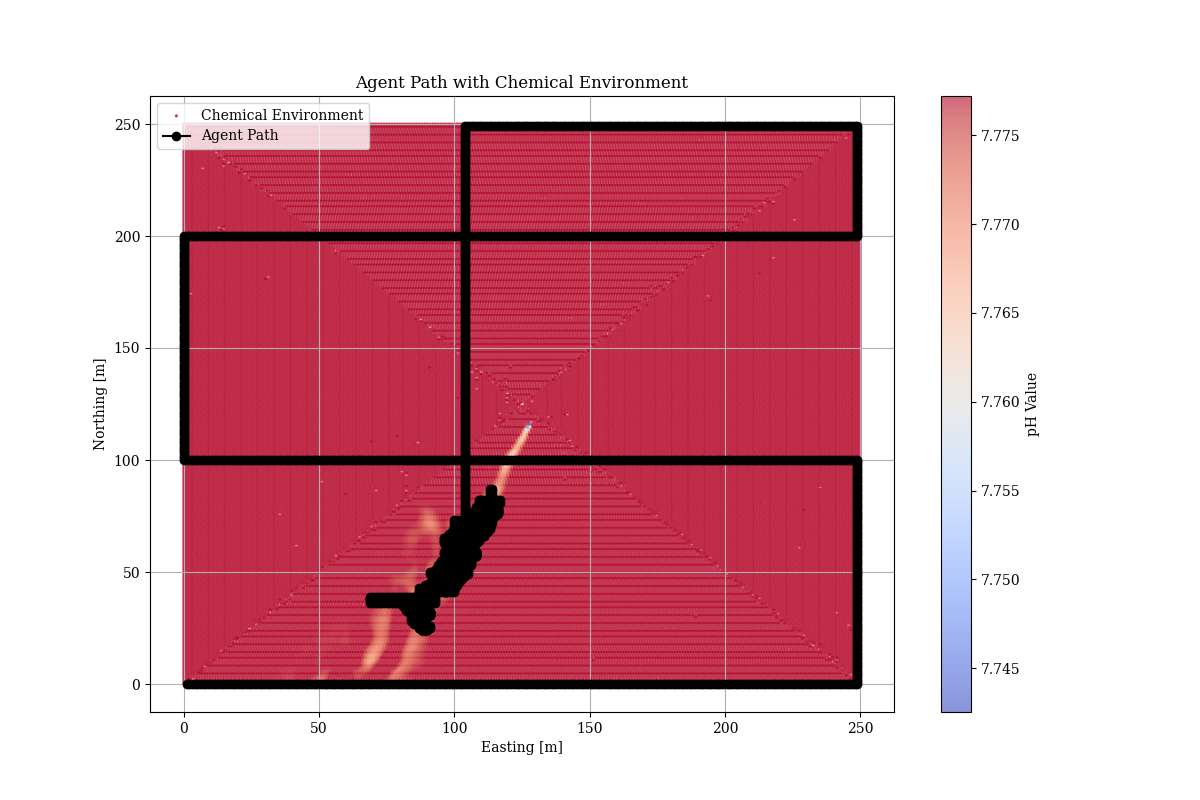 Agent Path with Chemical Environment
Chemical Environment
Agent Path
250
200
150
100
50
0
Northing [m]
0 50 100 150 200 250
Easting [m]
7.775
7.770
7.765
7.760
7.755
7.750
7.745
pH Value